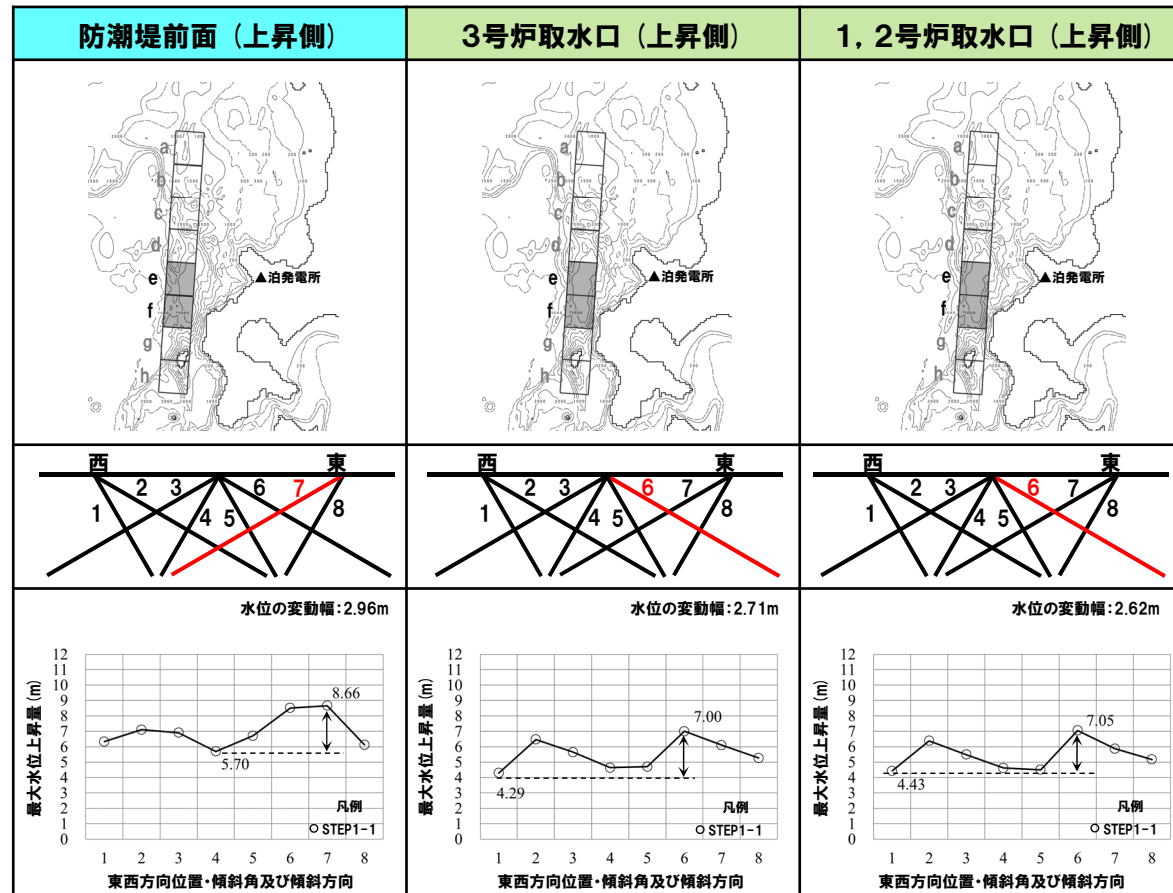 防潮堤前面(上昇側)
3号炉取水口(上昇側)
1,2号炉取水口(上昇側)
a
b
c
d
e
f
g
h
▲泊発電所
a
b
c
d
e
f
g
h
▲泊発電所
a
b
c
d
e
f
g
h
▲泊発電所
西 東
1 2 3 4 5 6 7 8
西 東
1 2 3 4 5 6 7 8
西 東
1 2 3 4 5 6 7 8
水位の変動幅:2.96m
最大水位上昇量(m)
12
11
10
9
8
7
6
5
4
3
2
1
0
8.66
5.70
凡例
○ STEP1-1
1 2 3 4 5 6 7 8
東西方向位置・傾斜角及び傾斜方向
水位の変動幅:2.71m
最大水位上昇量(m)
12
11
10
9
8
7
6
5
4
3
2
1
0
7.00
4.29
凡例
○ STEP1-1
1 2 3 4 5 6 7 8
東西方向位置・傾斜角及び傾斜方向
水位の変動幅:2.62m
最大水位上昇量(m)
12
11
10
9
8
7
6
5
4
3
2
1
0
7.05
4.43
凡例
○ STEP1-1
1 2 3 4 5 6 7 8
東西方向位置・傾斜角及び傾斜方向